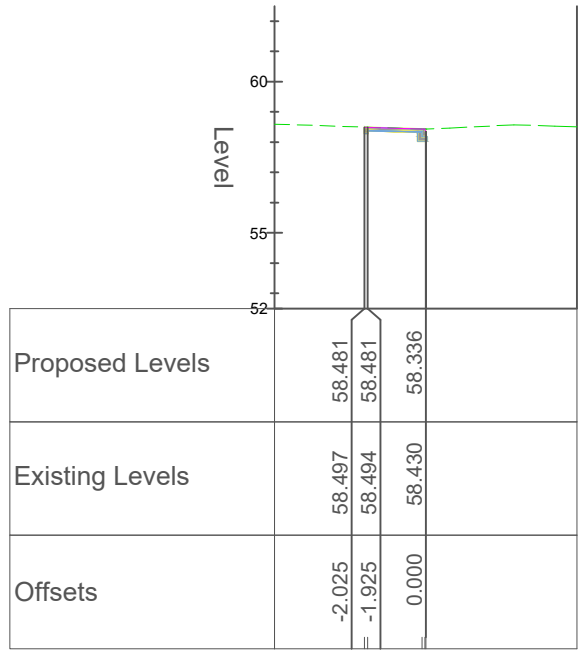 60
Level
55
52
Proposed Levels 58.481 58.481 58.336
Existing Levels 58.497 58.494 58.430
Offsets -2.025 -1.925 0.000